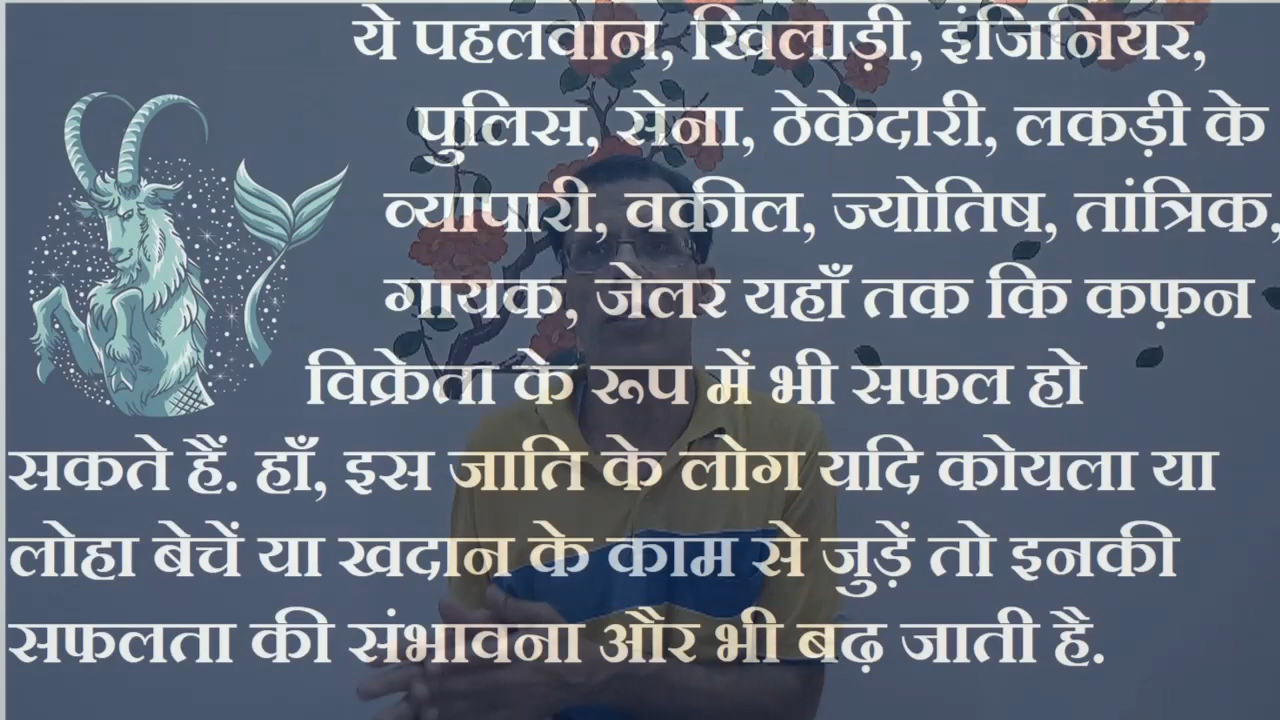 ये पहलवान, खिलाड़ी, इंजिनियर,
पुलिस, सेना, ठेकेदारी, लकड़ी के
व्यापारी, वकील, ज्योतिष, तांत्रिक,
गायक, जेलर यहाँ तक कि कफ़न
विक्रेता के रूप में भी सफल हो
सकते हैं. हाँ, इस जाति के लोग यदि कोयला या
लोहा बेचें या खदान के काम से जुड़ें तो इनकी
सफलता की संभावना और भी बढ़ जाती है.